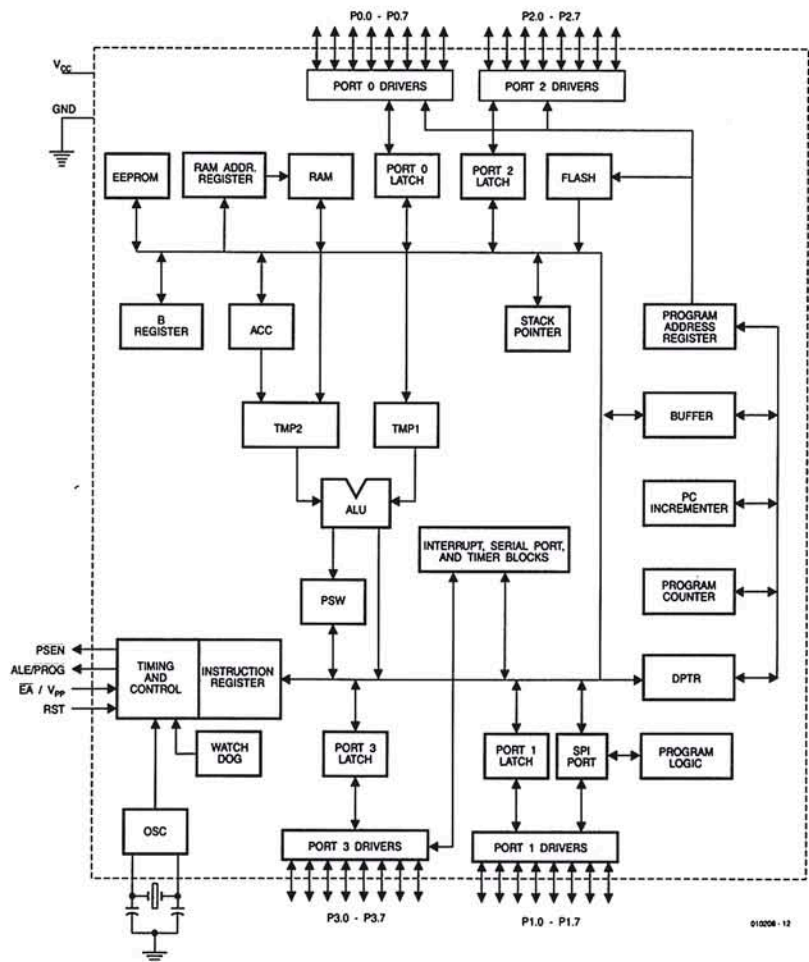 P0.0 - P0.7
P2.0 - P2.7
VCC
PORT 0 DRIVERS
PORT 2 DRIVERS
GND
EEPROM
RAM ADDR.
REGISTER
RAM
PORT 0
LATCH
PORT 2
LATCH
FLASH
B
REGISTER
ACC
STACK
POINTER
PROGRAM
ADDRESS
REGISTER
TMP2
TMP1
BUFFER
ALU
PC
INCREMENTER
INTERRUPT, SERIAL PORT,
AND TIMER BLOCKS
PSW
PROGRAM
COUNTER
PSEN
ALE/PROG
EA / VPP
RST
TIMING
AND
CONTROL
INSTRUCTION
REGISTER
DPTR
WATCH
DOG
PORT 3
LATCH
PORT 1
LATCH
SPI
PORT
PROGRAM
LOGIC
OSC
PORT 3 DRIVERS
PORT 1 DRIVERS
P3.0 - P3.7
P1.0 - P1.7
010208 - 12